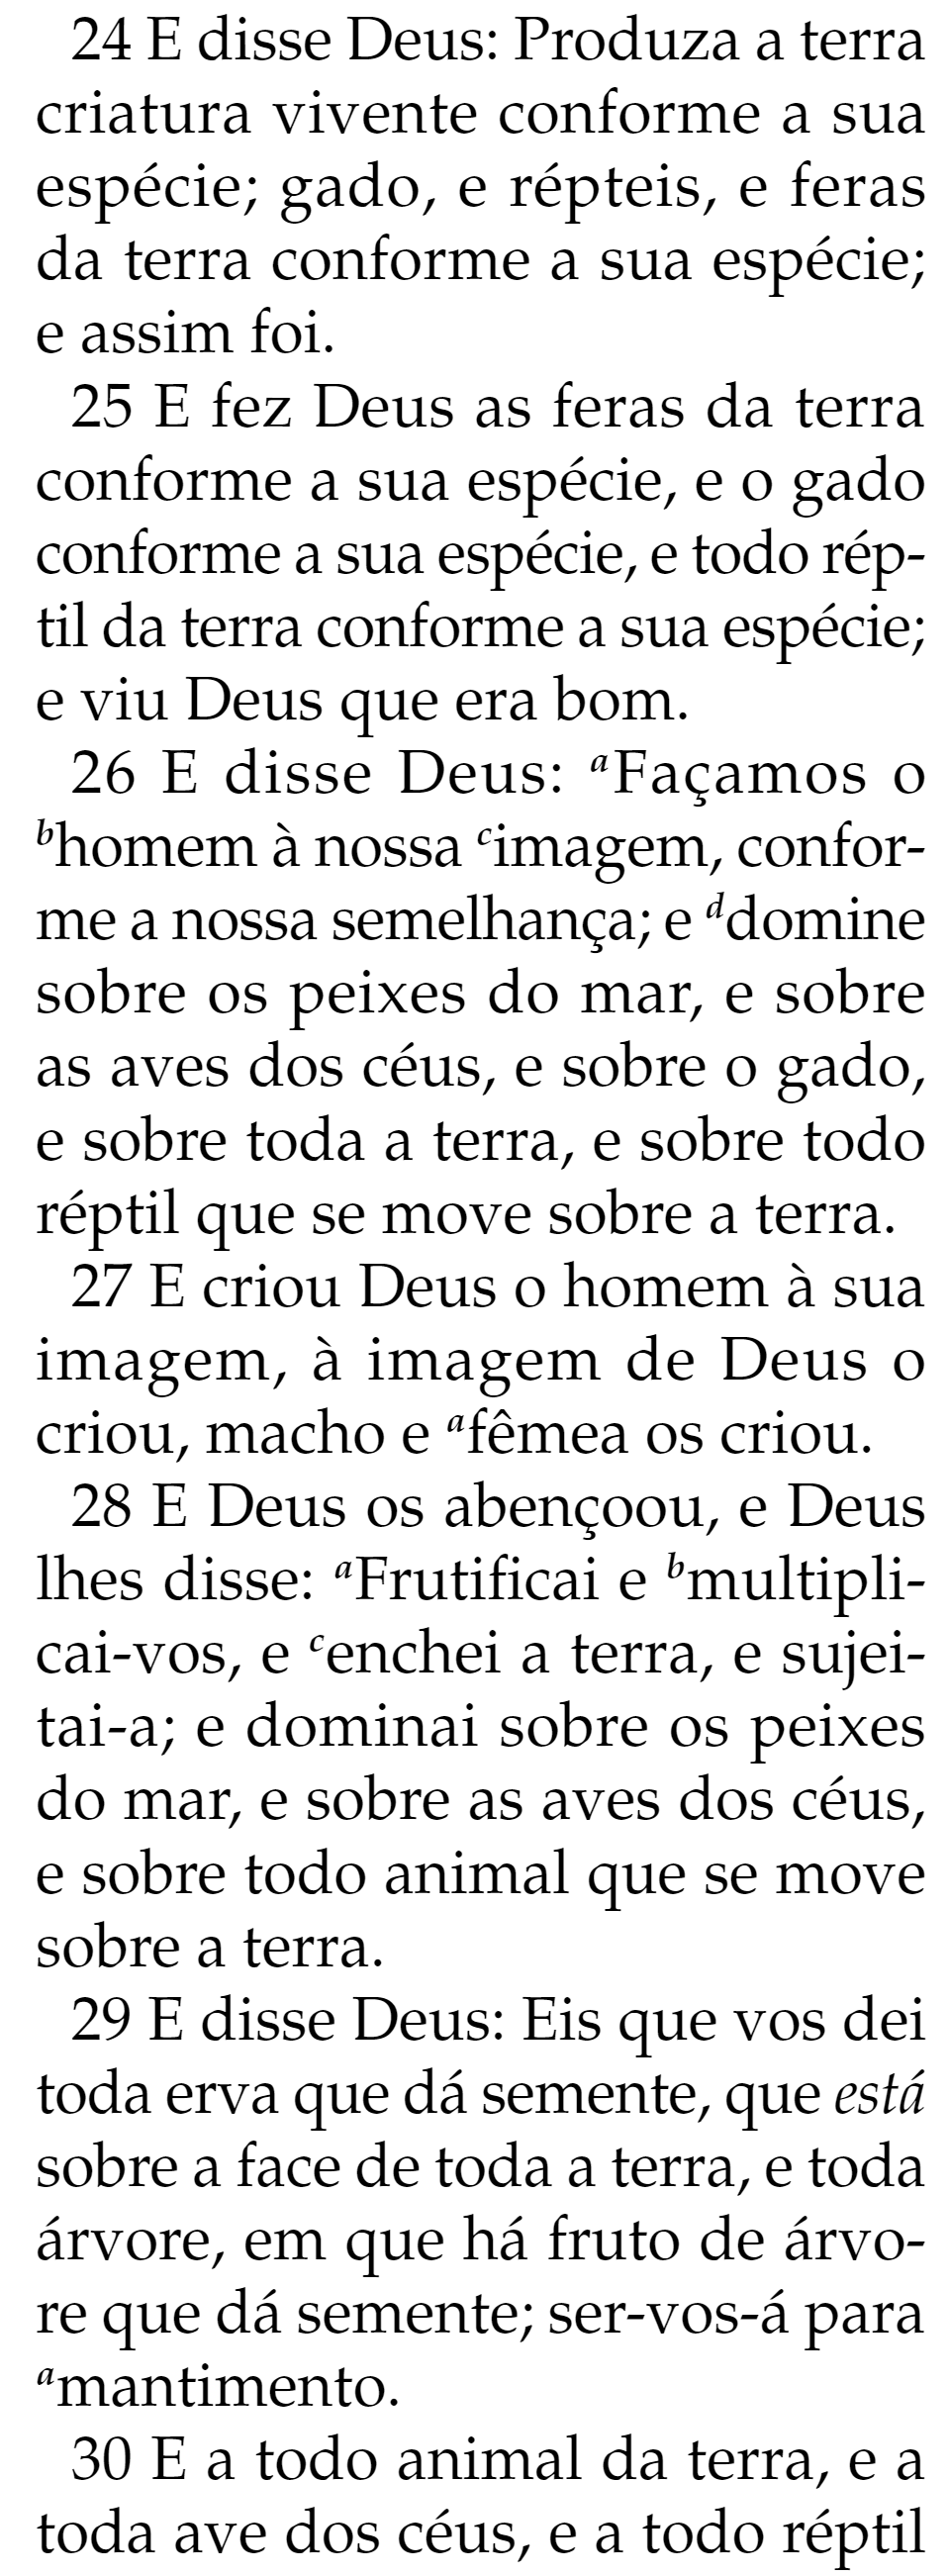 24 E disse Deus: Produza a terra
criatura vivente conforme a sua
espécie; gado, e répteis, e feras
da terra conforme a sua espécie;
e assim foi.
25 E fez Deus as feras da terra
conforme a sua espécie, e o gado
conforme a sua espécie, e todo rép-
til da terra conforme a sua espécie;
e viu Deus que era bom.
26 E disse Deus: aFaçamos o
bhomem à nossa cimagem, confor-
me a nossa semelhança; e ddomine
sobre os peixes do mar, e sobre
as aves dos céus, e sobre o gado,
e sobre toda a terra, e sobre todo
réptil que se move sobre a terra.
27 E criou Deus o homem à sua
imagem, à imagem de Deus o
criou, macho e afêmea os criou.
28 E Deus os abençoou, e Deus
lhes disse: aFrutificai e bmultipli-
cai-vos, e cenchei a terra, e sujei-
tai-a; e dominai sobre os peixes
do mar, e sobre as aves dos céus,
e sobre todo animal que se move
sobre a terra.
29 E disse Deus: Eis que vos dei
toda erva que dá semente, que está
sobre a face de toda a terra, e toda
árvore, em que há fruto de árvo-
re que dá semente; ser-vos-á para
amantimento.
30 E a todo animal da terra, e a
toda ave dos céus, e a todo réptil